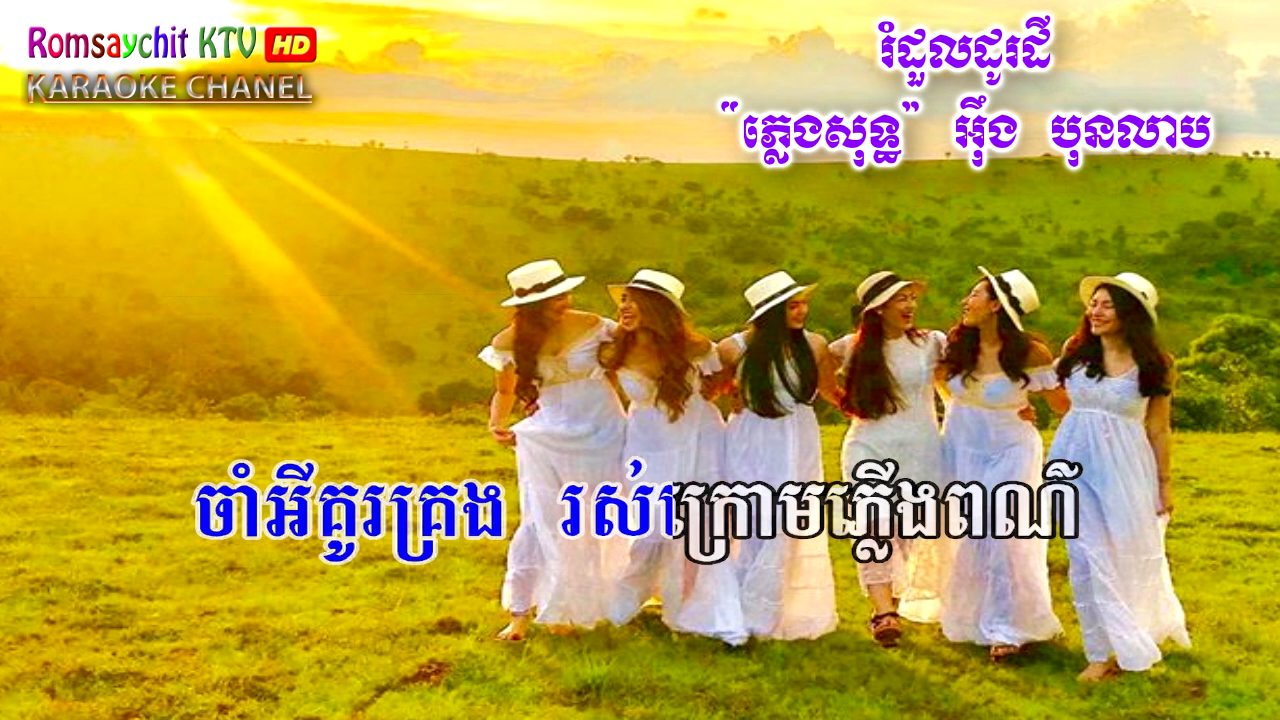 Romsaychit KTV HD
KARAOKE CHANEL
រំដួលដូរដី
"ភ្លេងសុទ្ធ" អ៊ឹង បុនលាប
ចាំអីគូរគ្រង រស់ក្រោមភ្លើងពណ៌